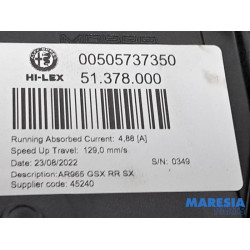 00505737350
HI-LEX
51.378.000
Running Absorbed Current: 4,88 [A]
Speed Up Travel: 129,0 mm/s
Date: 23/08/2022
S/N: 0349
Description: AR965 GSX RR SX
Supplier code: 45240
MARESIA